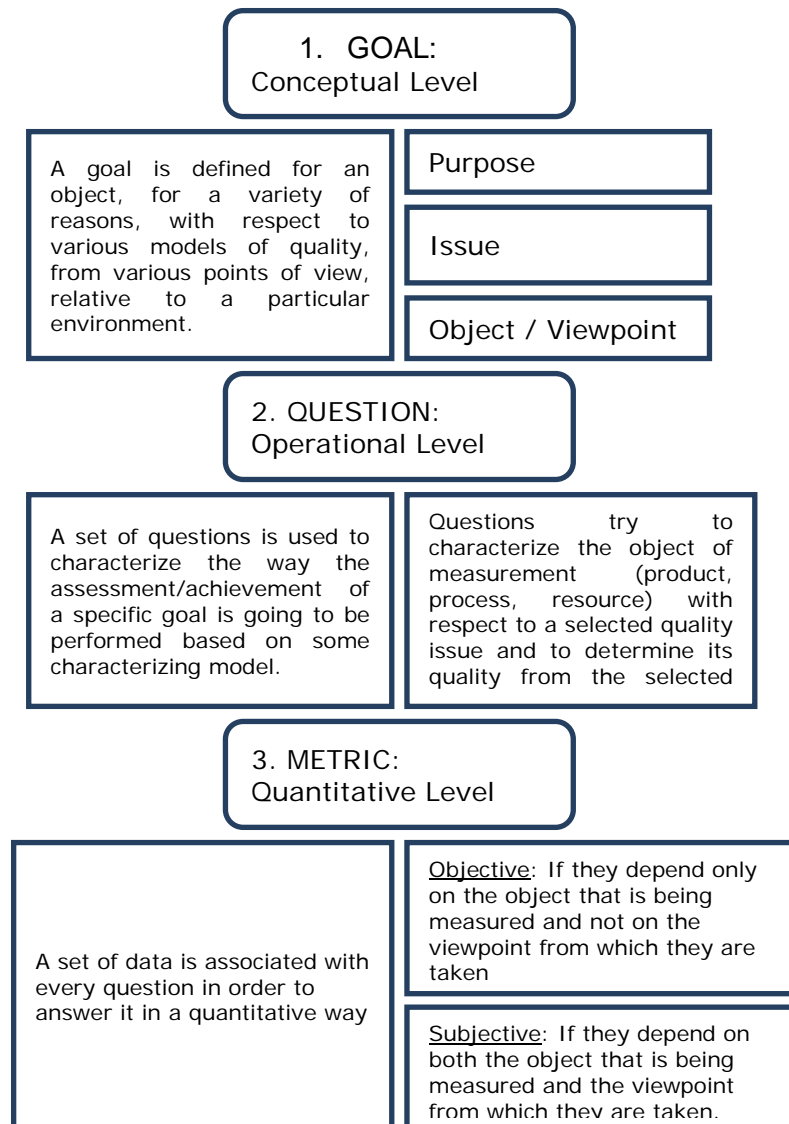 1. GOAL:
Conceptual Level
A goal is defined for an
object, for a variety of
reasons, with respect to
various models of quality,
from various points of view,
relative to a particular
environment.
Purpose
Issue
Object / Viewpoint
2. QUESTION:
Operational Level
A set of questions is used to
characterize the way the
assessment/achievement of
a specific goal is going to be
performed based on some
characterizing model.
Questions try to
characterize the object of
measurement (product,
process, resource) with
respect to a selected quality
issue and to determine its
quality from the selected
3. METRIC:
Quantitative Level
A set of data is associated with
every question in order to
answer it in a quantitative way
Objective: If they depend only
on the object that is being
measured and not on the
viewpoint from which they are
taken
Subjective: If they depend on
both the object that is being
measured and the viewpoint
from which they are taken.